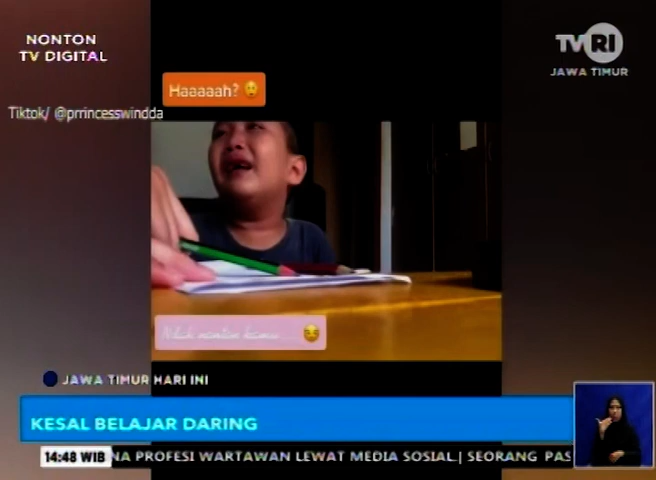 NONTON
TV DIGITAL
TVRI
JAWA TIMUR
Haaaaah?
Tiktok/ @prrincesswindda
JAWA TIMUR HARI INI
KESAL BELAJAR DARING
14:48 WIB
NA PROFESI WARTAWAN LEWAT MEDIA SOSIAL.| SEORANG PAS